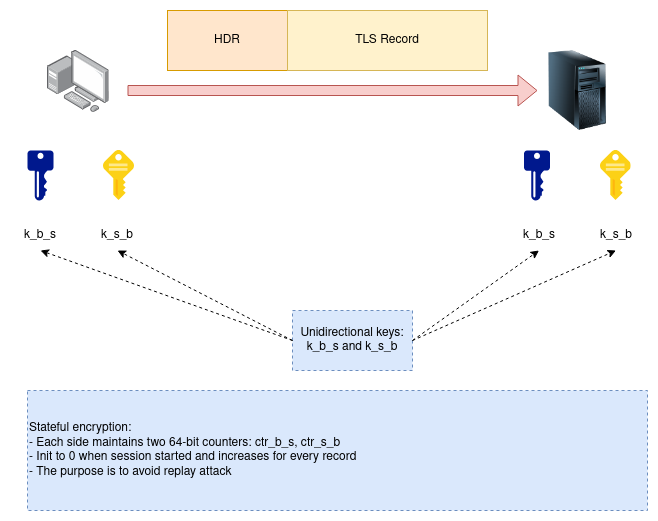 HDR
TLS Record
k_b_s
k_s_b
k_b_s
k_s_b
Unidirectional keys:
k_b_s and k_s_b
Stateful encryption:
- Each side maintains two 64-bit counters: ctr_b_s, ctr_s_b
- Init to 0 when session started and increases for every record
- The purpose is to avoid replay attack